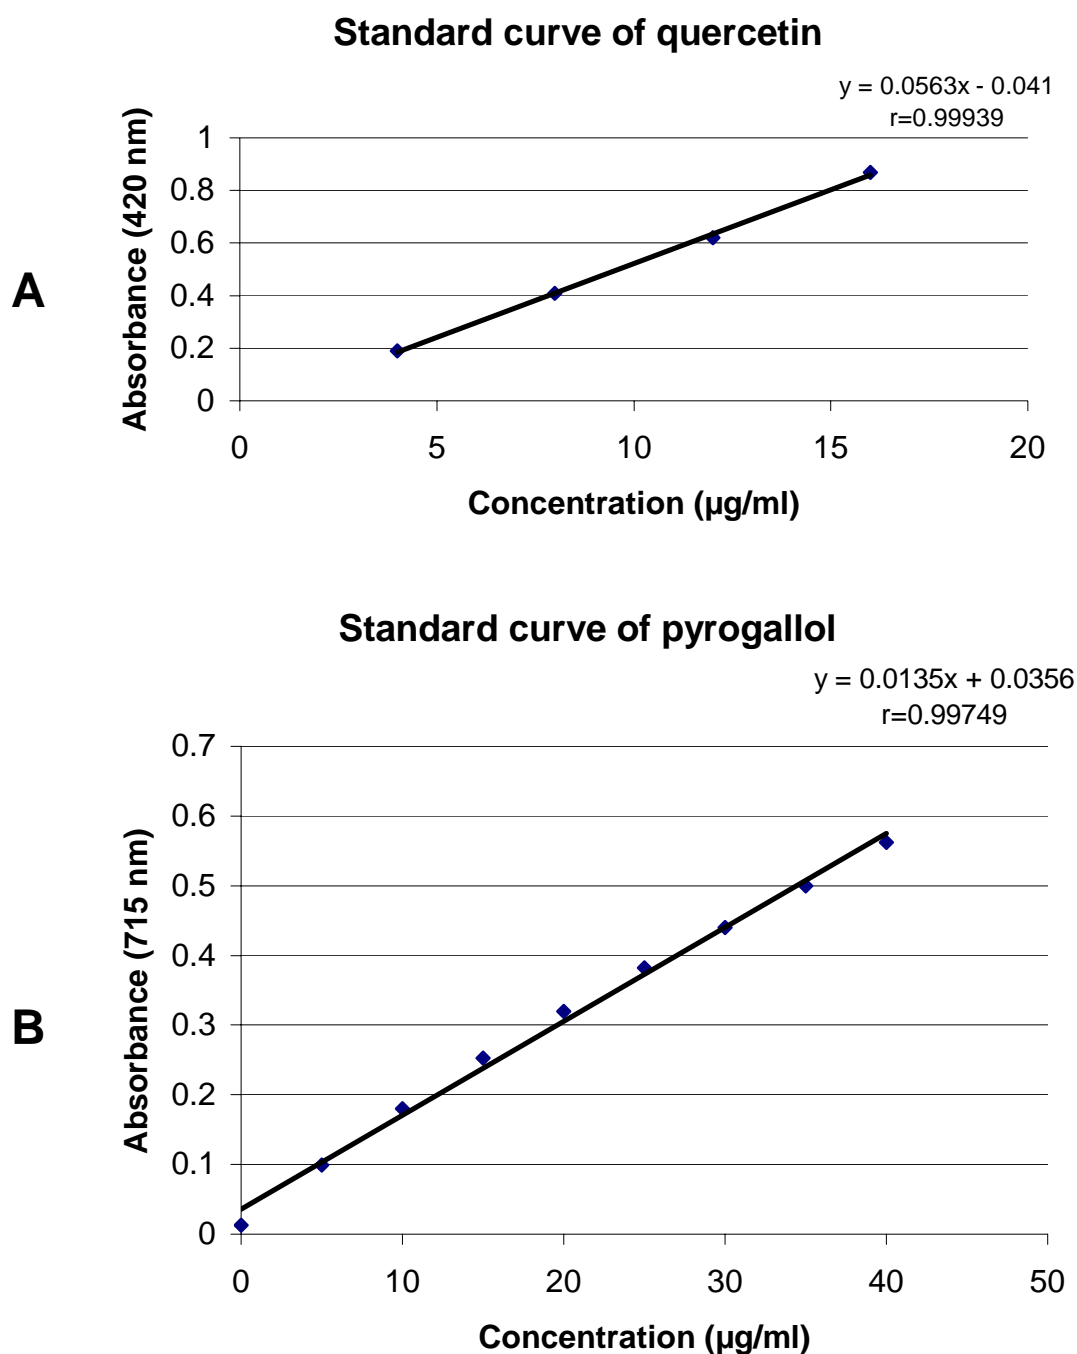 Standard curve of quercetin
y = 0.0563x - 0.041
r=0.99939
A
Absorbance (420 nm)
1
0.8
0.6
0.4
0.2
0
0 5 10 15 20
Concentration (µg/ml)
Standard curve of pyrogallol
y = 0.0135x + 0.0356
r=0.99749
B
Absorbance (715 nm)
0.7
0.6
0.5
0.4
0.3
0.2
0.1
0
0 10 20 30 40 50
Concentration (µg/ml)